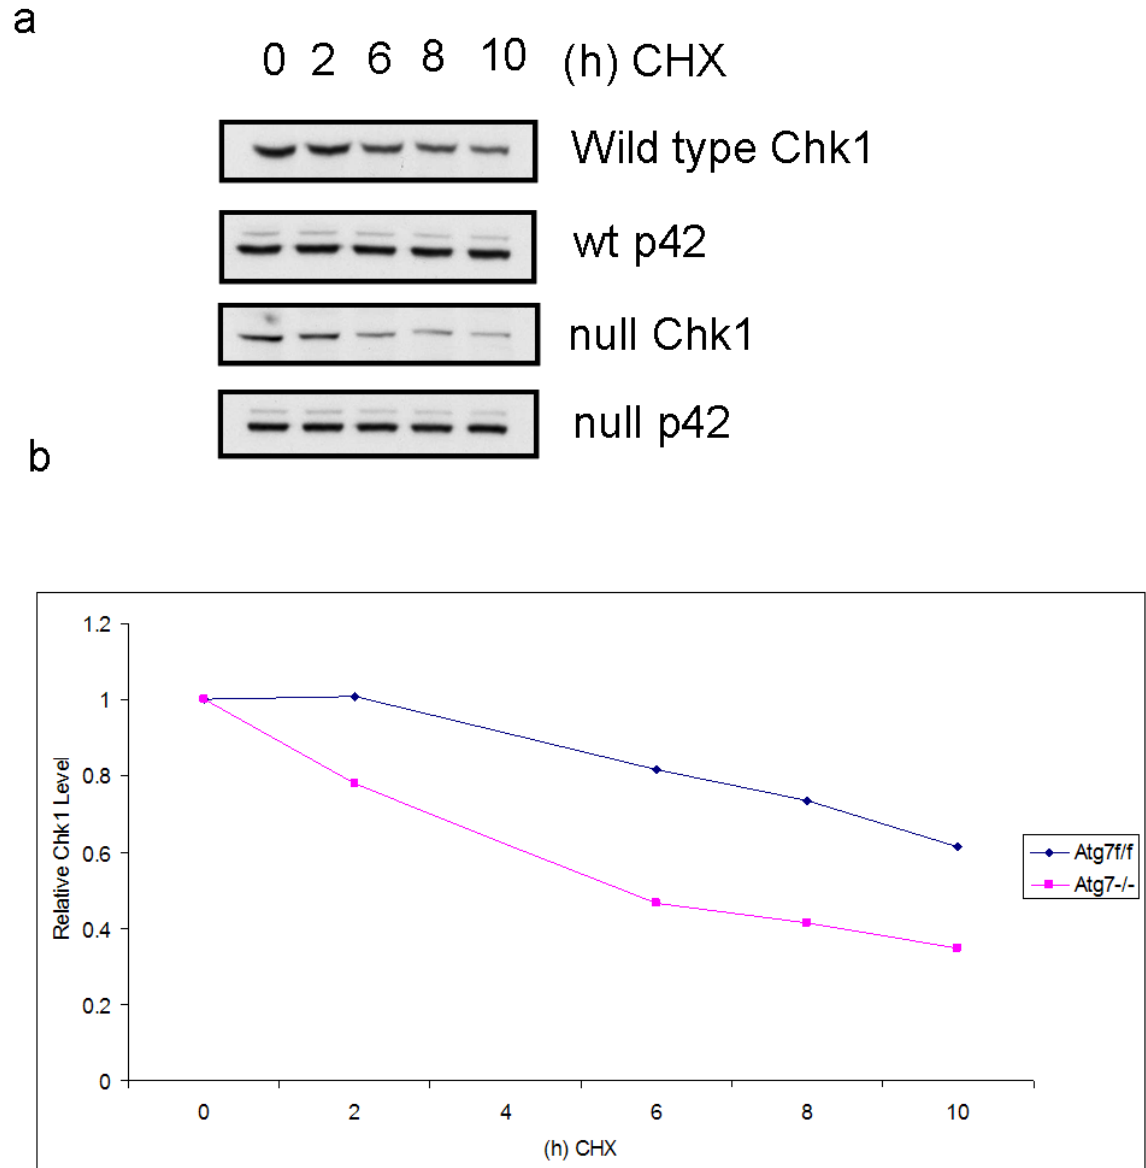 a
0 2 6 8 10 (h) CHX
Wild type Chk1
wt p42
null Chk1
null p42
b
1.2
1
0.8
0.6
0.4
0.2
0
Relative Chk1 Level
0 2 4 6 8 10
(h) CHX
Atg7f/f
Atg7-/-